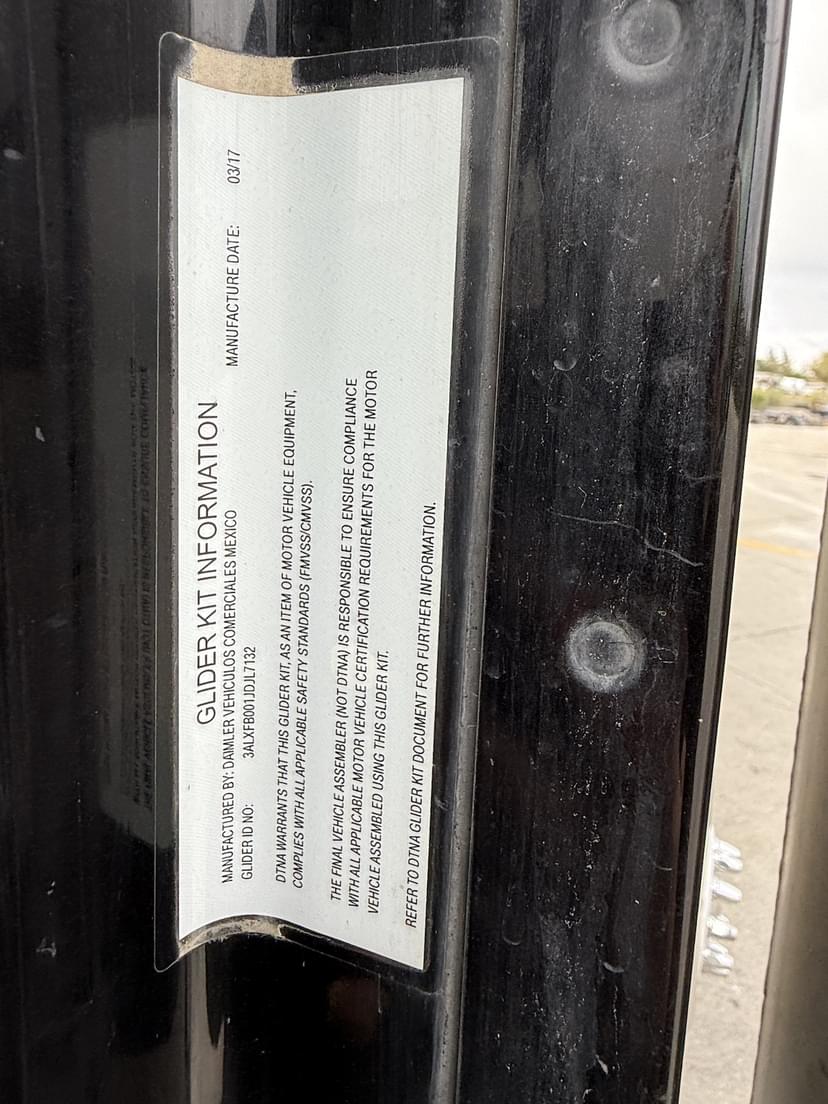 GLIDER KIT INFORMATION
MANUFACTURED BY: DAIMLER VEHICULOS COMERCIALES MEXICO MANUFACTURE DATE: 03/17
GLIDER ID NO: 3ALXFB001JDJL7132
DTNA WARRANTS THAT THIS GLIDER KIT, AS AN ITEM OF MOTOR VEHICLE EQUIPMENT,
COMPLIES WITH ALL APPLICABLE SAFETY STANDARDS (FMVSS/CMVSS).
THE FINAL VEHICLE ASSEMBLER (NOT DTNA) IS RESPONSIBLE TO ENSURE COMPLIANCE
WITH ALL APPLICABLE MOTOR VEHICLE CERTIFICATION REQUIREMENTS FOR THE MOTOR
VEHICLE ASSEMBLED USING THIS GLIDER KIT.
REFER TO DTNA GLIDER KIT DOCUMENT FOR FURTHER INFORMATION.